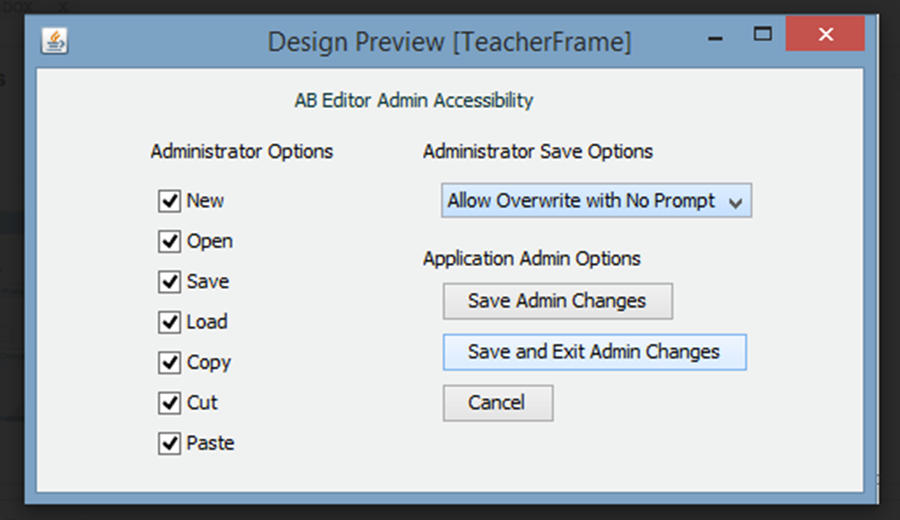 Design Preview [TeacherFrame]
AB Editor Admin Accessibility
Administrator Options
New
Open
Save
Load
Copy
Cut
Paste
Administrator Save Options
Allow Overwrite with No Prompt
Application Admin Options
Save Admin Changes
Save and Exit Admin Changes
Cancel